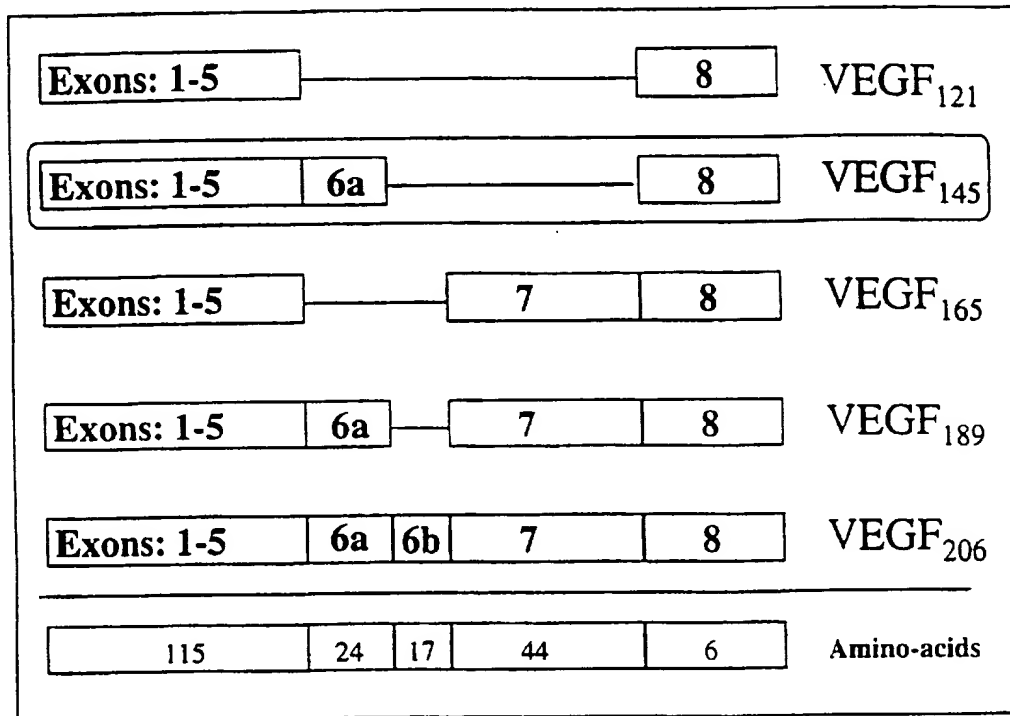 Exons: 1-5 8 VEGF121
Exons: 1-5 6a 8 VEGF145
Exons: 1-5 7 8 VEGF165
Exons: 1-5 6a 7 8 VEGF189
Exons: 1-5 6a 6b 7 8 VEGF206
115 24 17 44 6 Amino-acids